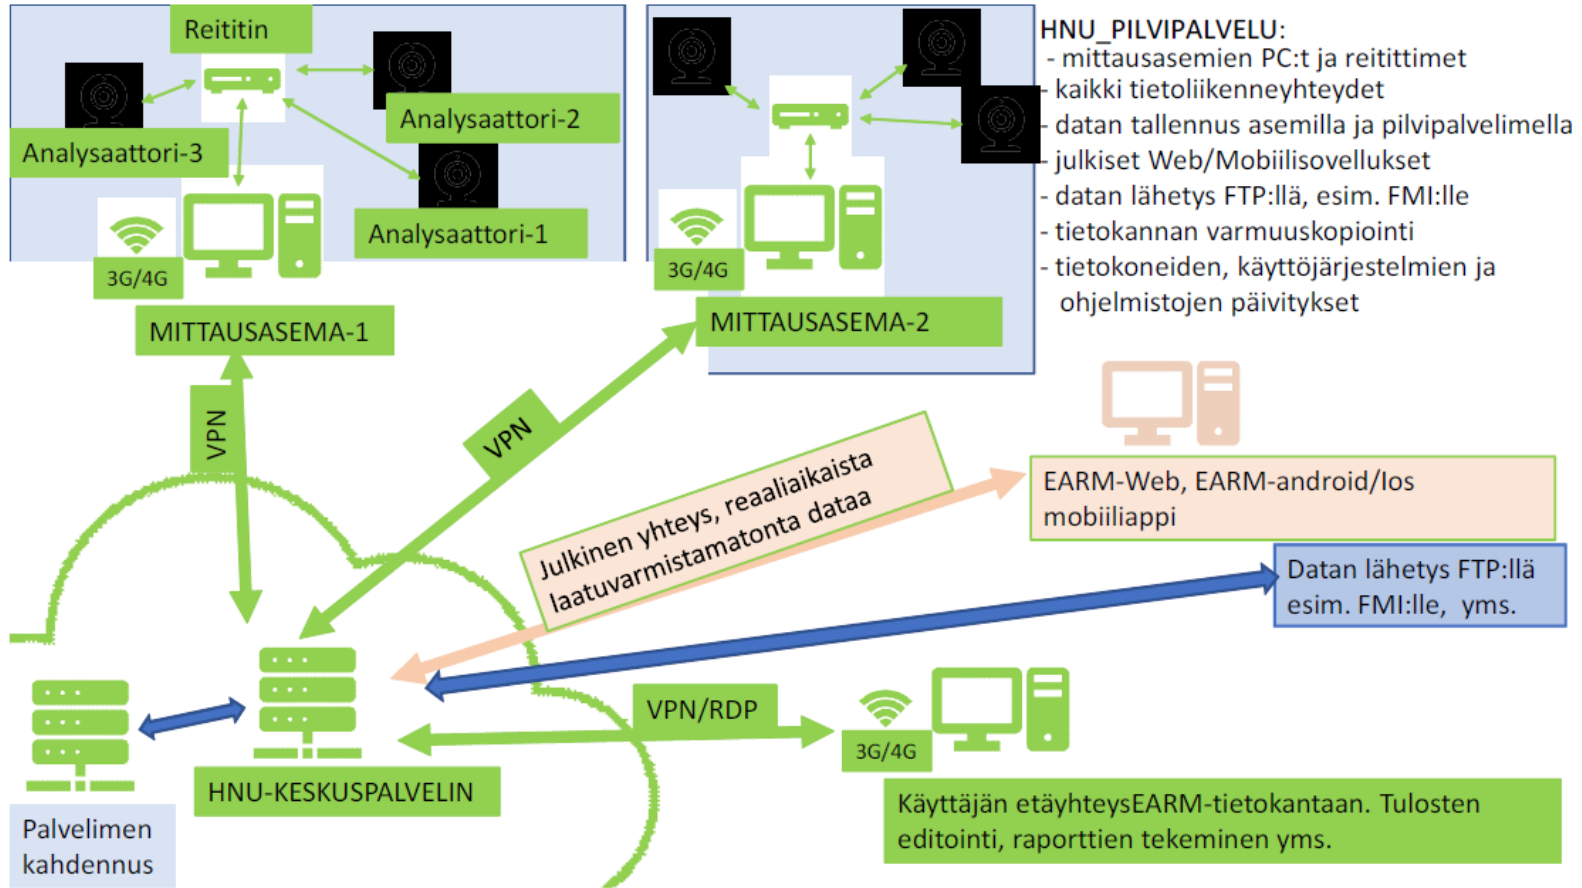 Reititin
Analysaattori-2
Analysaattori-3
Analysaattori-1
3G/4G
MITTAUSASEMA-1
3G/4G
MITTAUSASEMA-2
HNU_PILVIPALVELU:
- mittausasemien PC:t ja reitittimet
- kaikki tietoliikenneyhteydet
- datan tallennus asemilla ja pilvipalvelimella
- julkiset Web/Mobiilisovellukset
- datan lähetys FTP:llä, esim. FMI:lle
- tietokannan varmuuskopiointi
- tietokoneiden, käyttöjärjestelmien ja
ohjelmistojen päivitykset
VPN
VPN
Julkinen yhteys, reaaliaikaista
laatuvarmistamatonta dataa
EARM-Web, EARM-android/Ios
mobiiliappi
Datan lähetys FTP:llä
esim. FMI:lle, yms.
VPN/RDP
3G/4G
HNU-KESKUSPALVELIN
Palvelimen
kahdennus
Käyttäjän etäyhteysEARM-tietokantaan. Tulosten
editointi, raporttien tekeminen yms.